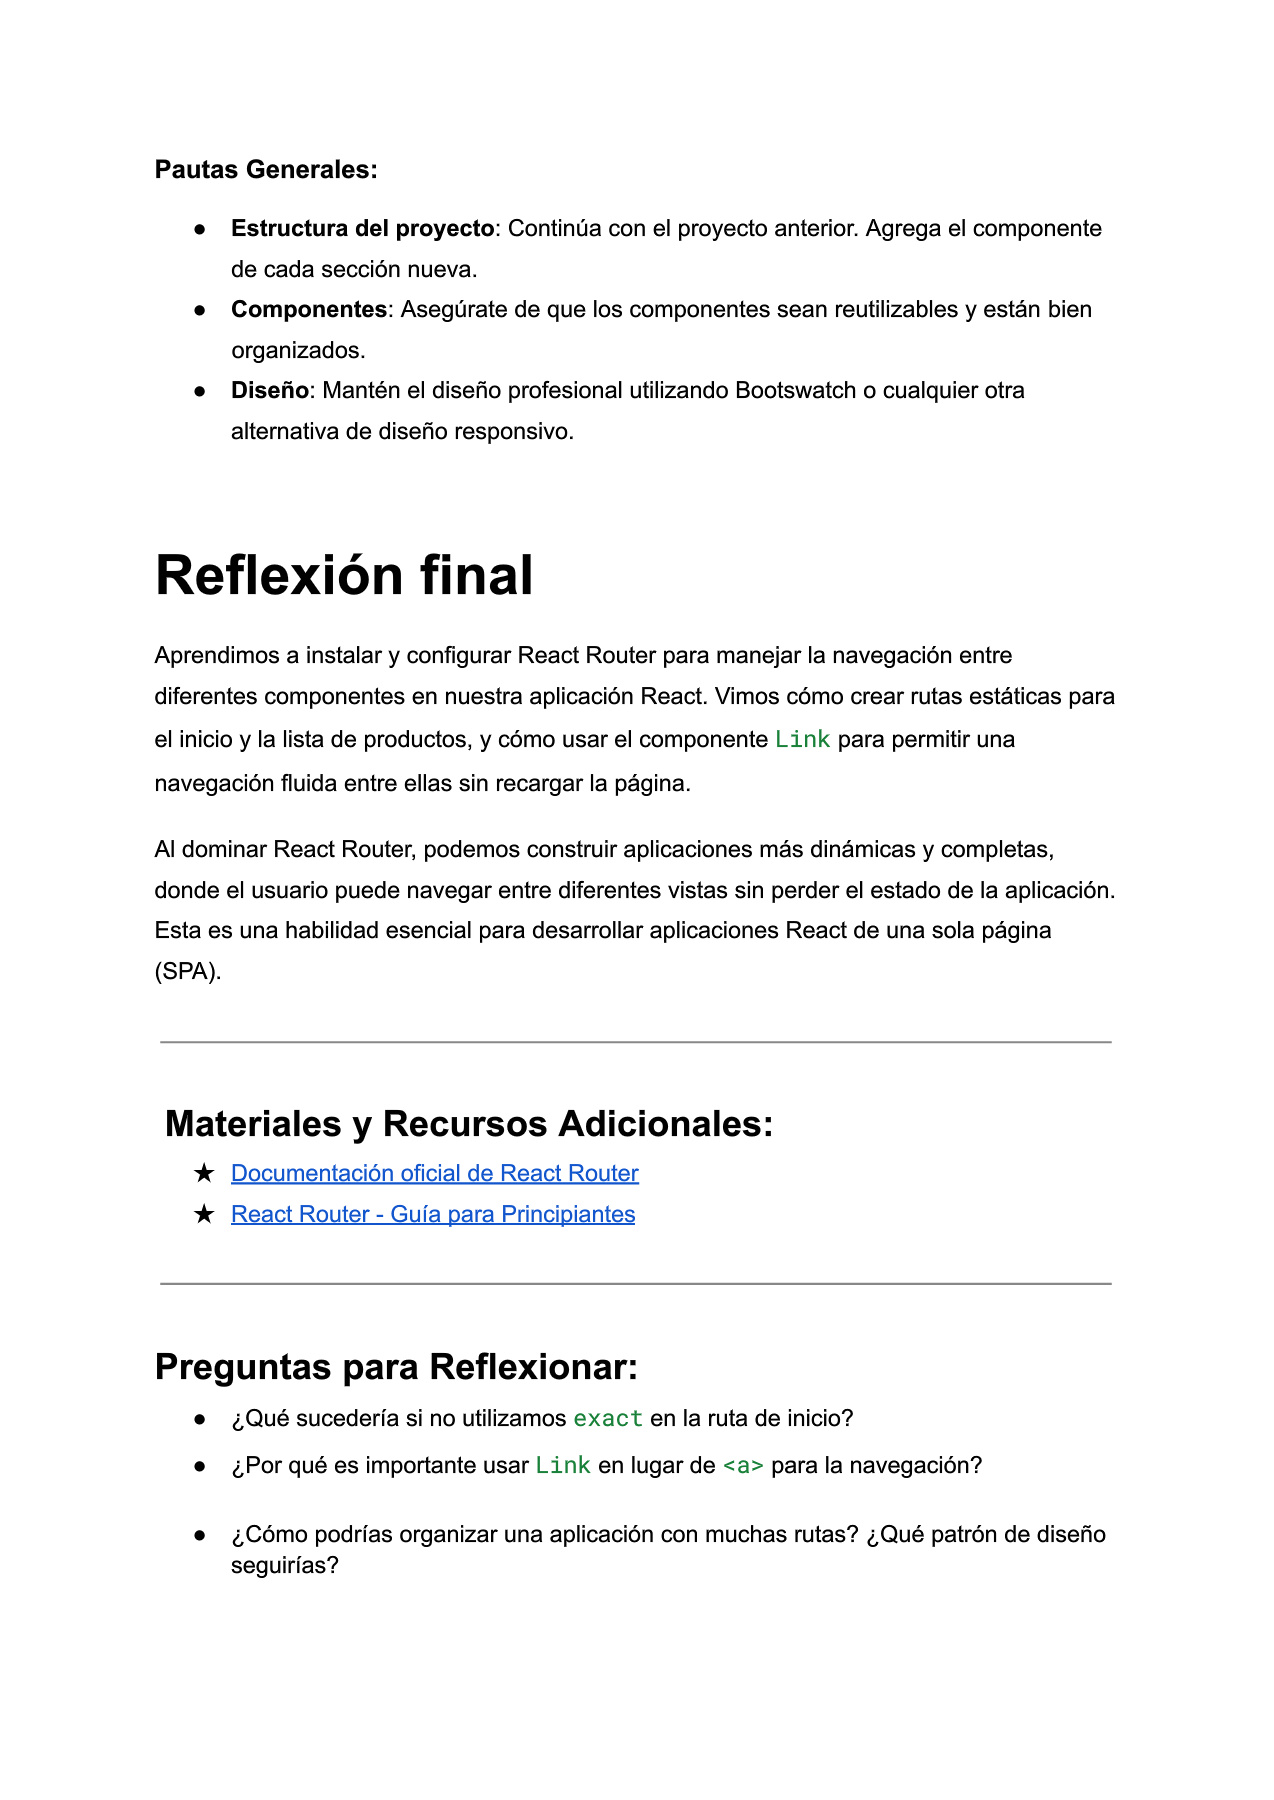 Pautas Generales:
● Estructura del proyecto: Continúa con el proyecto anterior. Agrega el componente
de cada sección nueva.
● Componentes: Asegúrate de que los componentes sean reutilizables y están bien
organizados.
● Diseño: Mantén el diseño profesional utilizando Bootswatch o cualquier otra
alternativa de diseño responsivo.
Reflexión final
Aprendimos a instalar y configurar React Router para manejar la navegación entre
diferentes componentes en nuestra aplicación React. Vimos cómo crear rutas estáticas para
el inicio y la lista de productos, y cómo usar el componente Link para permitir una
navegación fluida entre ellas sin recargar la página.
Al dominar React Router, podemos construir aplicaciones más dinámicas y completas,
donde el usuario puede navegar entre diferentes vistas sin perder el estado de la aplicación.
Esta es una habilidad esencial para desarrollar aplicaciones React de una sola página
(SPA).
Materiales y Recursos Adicionales:
★ Documentación oficial de React Router
★ React Router - Guía para Principiantes
Preguntas para Reflexionar:
● ¿Qué sucedería si no utilizamos exact en la ruta de inicio?
● ¿Por qué es importante usar Link en lugar de <a> para la navegación?
● ¿Cómo podrías organizar una aplicación con muchas rutas? ¿Qué patrón de diseño
seguirías?